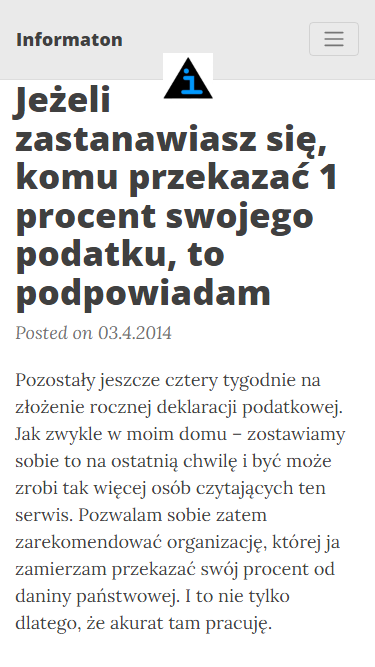 Informaton
i
Jeżeli
zastanawiasz się,
komu przekazać 1
procent swojego
podatku, to
podpowiadam
Posted on 03.4.2014
Pozostały jeszcze cztery tygodnie na
złożenie rocznej deklaracji podatkowej.
Jak zwykle w moim domu – zostawiamy
sobie to na ostatnią chwilę i być może
zrobi tak więcej osób czytających ten
serwis. Pozwalam sobie zatem
zarekomendować organizację, której ja
zamierzam przekazać swój procent od
daniny państwowej. I to nie tylko
dlatego, że akurat tam pracuję.